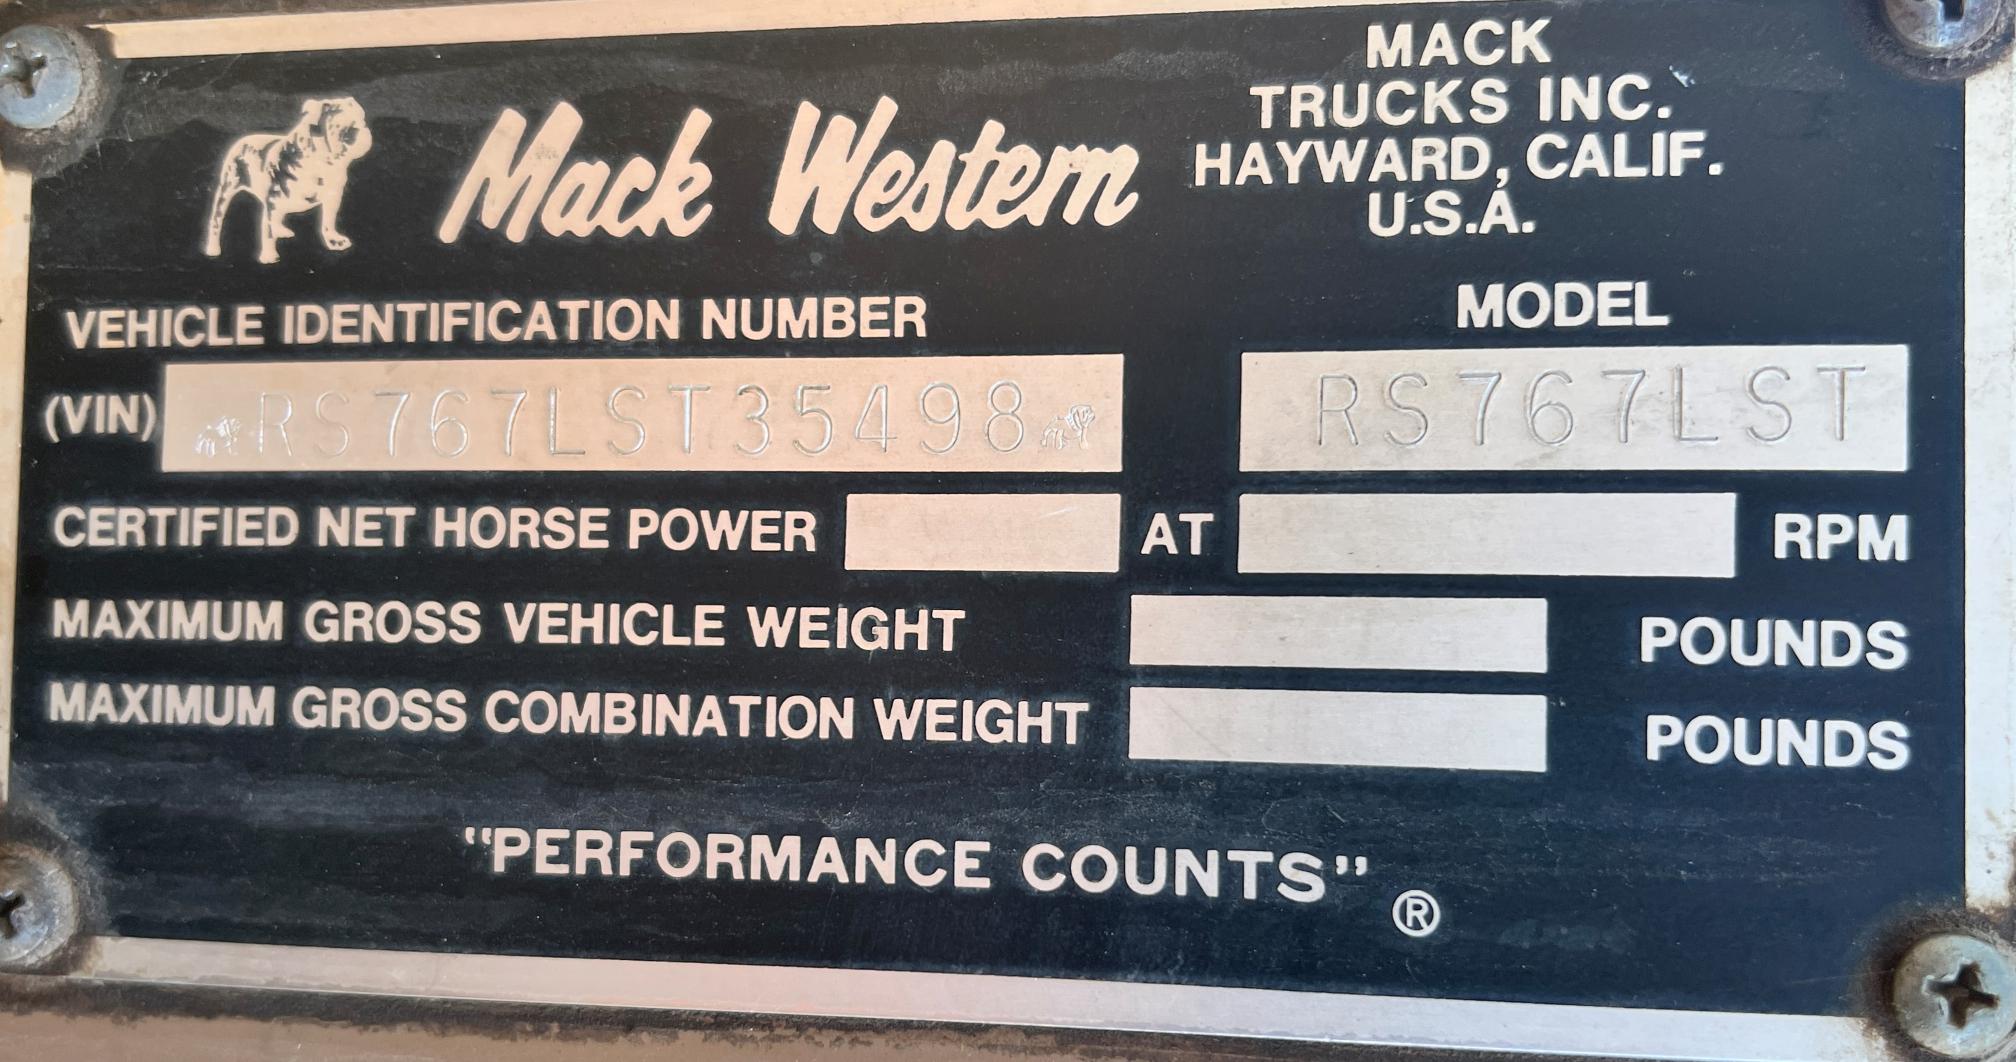 Mack Western
MACK
TRUCKS INC.
HAYWARD, CALIF.
U.S.A.
VEHICLE IDENTIFICATION NUMBER
(VIN) RS767LST35498
MODEL
RS767LST
CERTIFIED NET HORSE POWER AT RPM
MAXIMUM GROSS VEHICLE WEIGHT POUNDS
MAXIMUM GROSS COMBINATION WEIGHT POUNDS
"PERFORMANCE COUNTS" ®